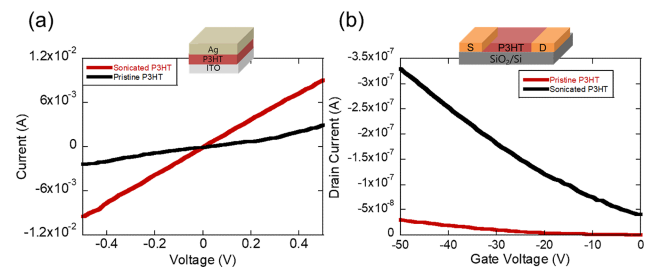 (a)
Ag
P3HT
ITO
Sonicated P3HT
Pristine P3HT
1.2x10⁻²
6x10⁻³
0
-6x10⁻³
-1.2x10⁻²
Current (A)
-0.4 -0.2 0 0.2 0.4
Voltage (V)
(b)
S P3HT D
SiO₂/Si
Pristine P3HT
Sonicated P3HT
-3.5x10⁻⁷
-3x10⁻⁷
-2.5x10⁻⁷
-2x10⁻⁷
-1.5x10⁻⁷
-1x10⁻⁷
-5x10⁻⁸
0
Drain Current (A)
-50 -40 -30 -20 -10 0
Gate Voltage (V)